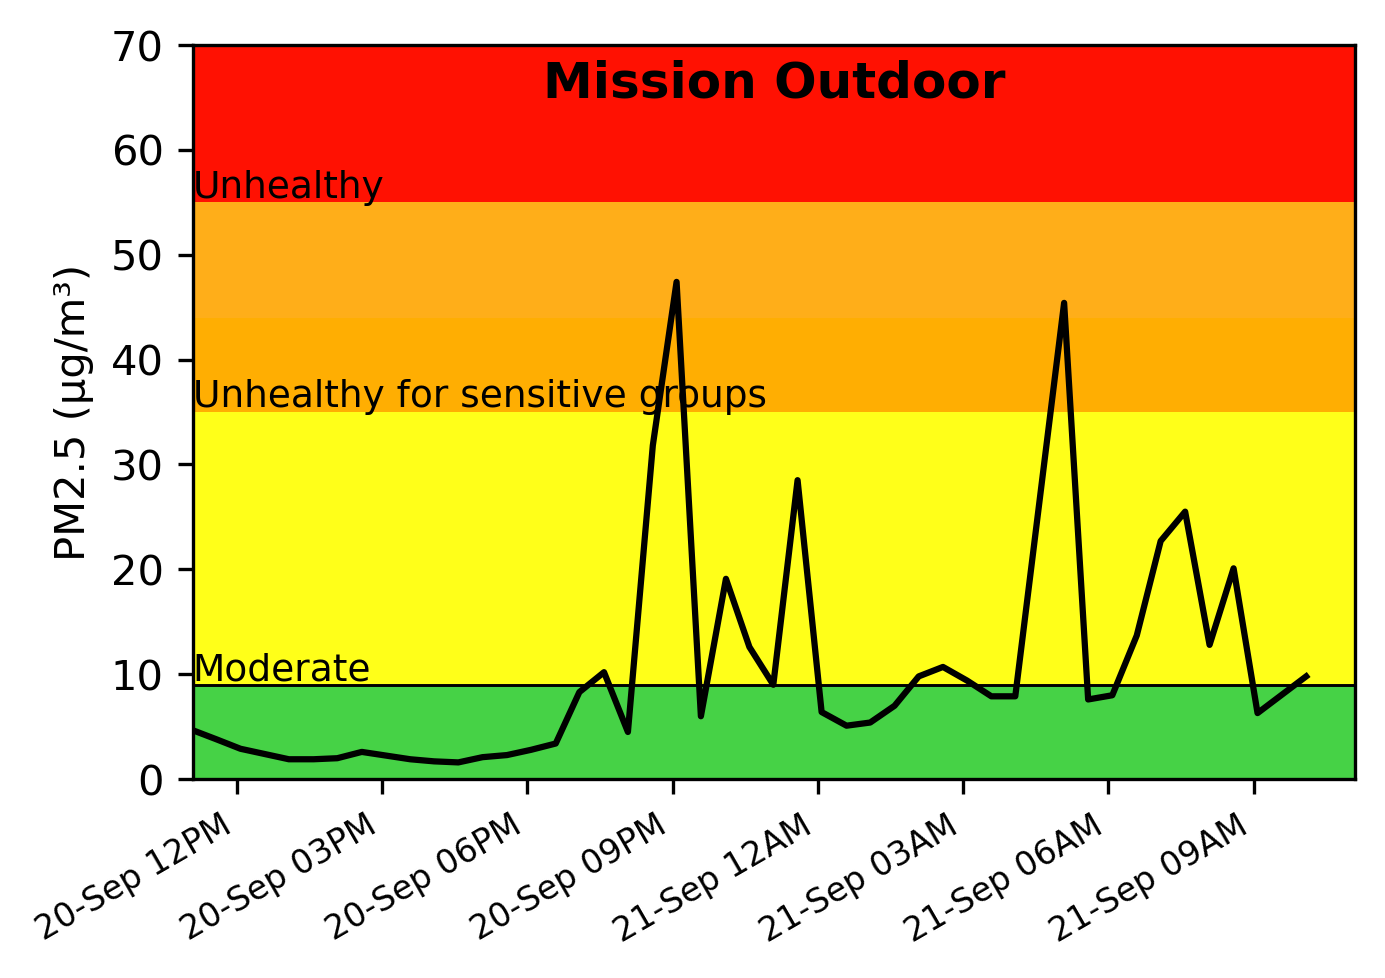 Mission Outdoor
70
60
50
40
30
20
10
0
PM2.5 (µg/m³)
Unhealthy
Unhealthy for sensitive groups
Moderate
20-Sep 12PM
20-Sep 03PM
20-Sep 06PM
20-Sep 09PM
21-Sep 12AM
21-Sep 03AM
21-Sep 06AM
21-Sep 09AM